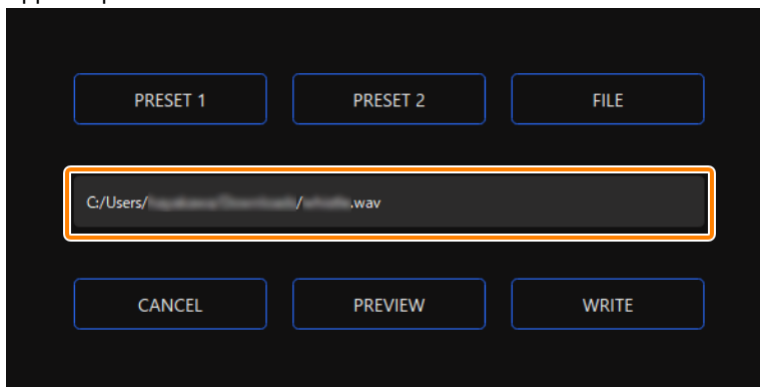 PRESET 1 PRESET 2 FILE
C:/Users/ / .wav
CANCEL PREVIEW WRITE